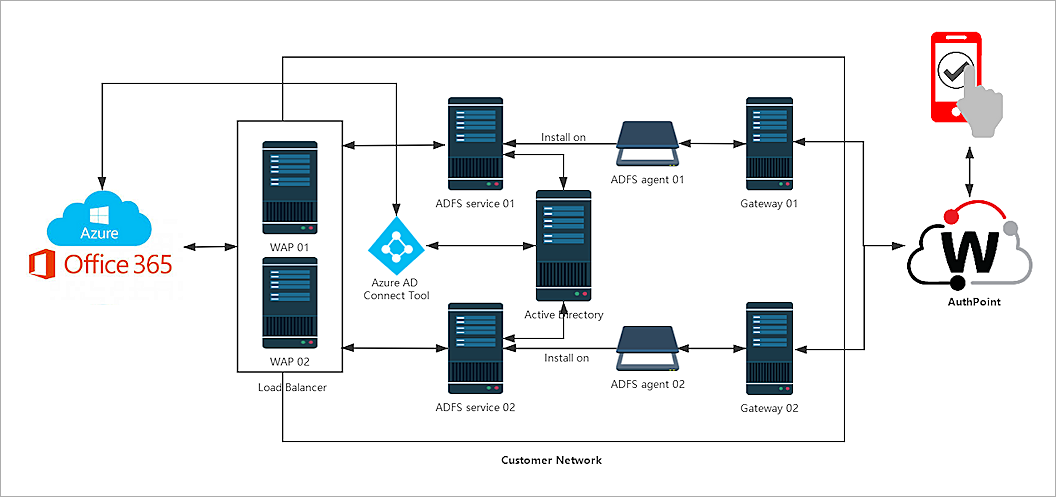 Install on
ADFS service 01
ADFS agent 01
Gateway 01
Azure
Office 365
WAP 01
Azure AD
Connect Tool
Active Directory
W
AuthPoint
WAP 02
Load Balancer
Install on
ADFS service 02
ADFS agent 02
Gateway 02
Customer Network